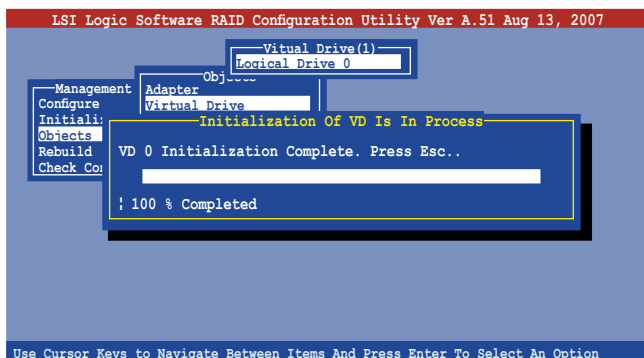 LSI Logic Software RAID Configuration Utility Ver A.51 Aug 13, 2007
Vitual Drive(1)
Logical Drive 0
Management
Configure
Objects
Rebuild
Adapter
Virtual Drive
Initialization Of VD Is In Process
VD 0 Initialization Complete. Press Esc..
100 % Completed
Use Cursor Keys to Navigate Between Items And Press Enter To Select An Option